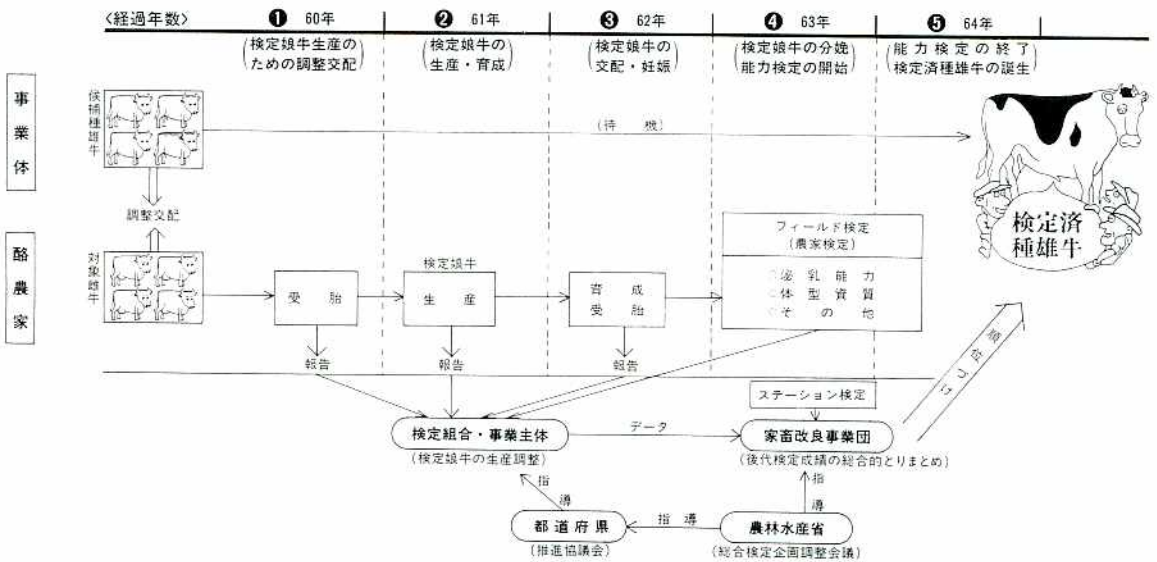 〈経過年数〉
❶ 60年
❷ 61年
❸ 62年
❹ 63年
❺ 64年
(検定娘牛生産の
ための調整交配)
(検定娘牛の
生産・育成)
(検定娘牛の
交配・妊娠)
(検定娘牛の分娩
能力検定の開始)
(能力検定の終了
検定済種雄牛の誕生)
事業体
候補種雄牛
(待機)
調整交配
検定済
種雄牛
酪農家
対象雌牛
受胎
検定娘牛
生産
育成
受胎
フィールド検定
(農家検定)
○泌乳能力
○体型資質
○その他
報告
報告
報告
順位づけ
ステーション検定
検定組合・事業主体
データ
家畜改良事業団
(検定娘牛の生産調整)
(後代検定成績の総合的とりまとめ)
指導
指導
都道府県
指導
農林水産省
(推進協議会)
(総合検定企画調整会議)